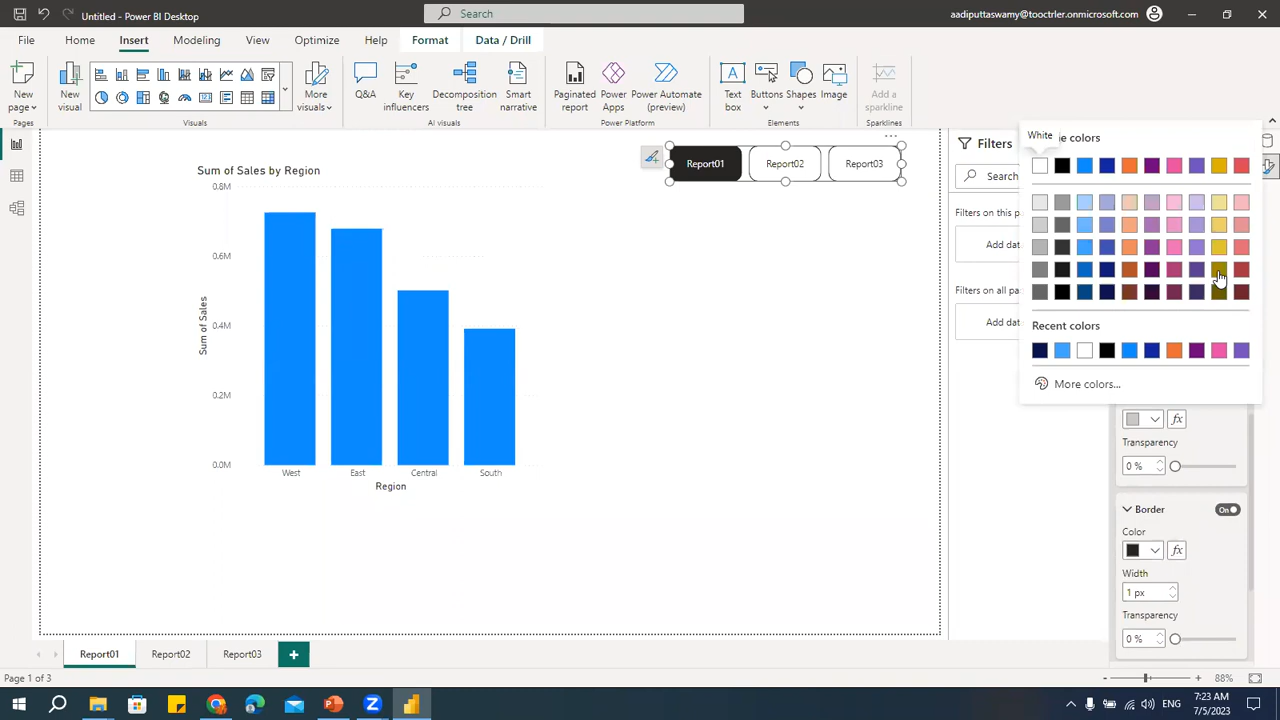 Untitled - Power BI Desktop
Search
aadiputtaswamy@tooctrler.onmicrosoft.com
File
Home
Insert
Modeling
View
Optimize
Help
Format
Data / Drill
New page
New visual
More visuals
Q&A
Key influencers
Decomposition tree
Smart narrative
Paginated report
Power Apps
Power Automate (preview)
Text box
Buttons
Shapes
Image
Add a sparkline
Pages
Visuals
AI visuals
Power Platform
Elements
Sparklines
Report01
Report02
Report03
Sum of Sales by Region
0.8M
0.6M
0.4M
0.2M
0.0M
Sum of Sales
West
East
Central
South
Region
Filters
Search
Filters on this p
Add dat
Filters on all pa
Add dat
White
e colors
Recent colors
More colors...
fx
Transparency
0 %
Border
On
Color
fx
Width
1 px
Transparency
0 %
Report01
Report02
Report03
Page 1 of 3
88%
7:23 AM
7/5/2023